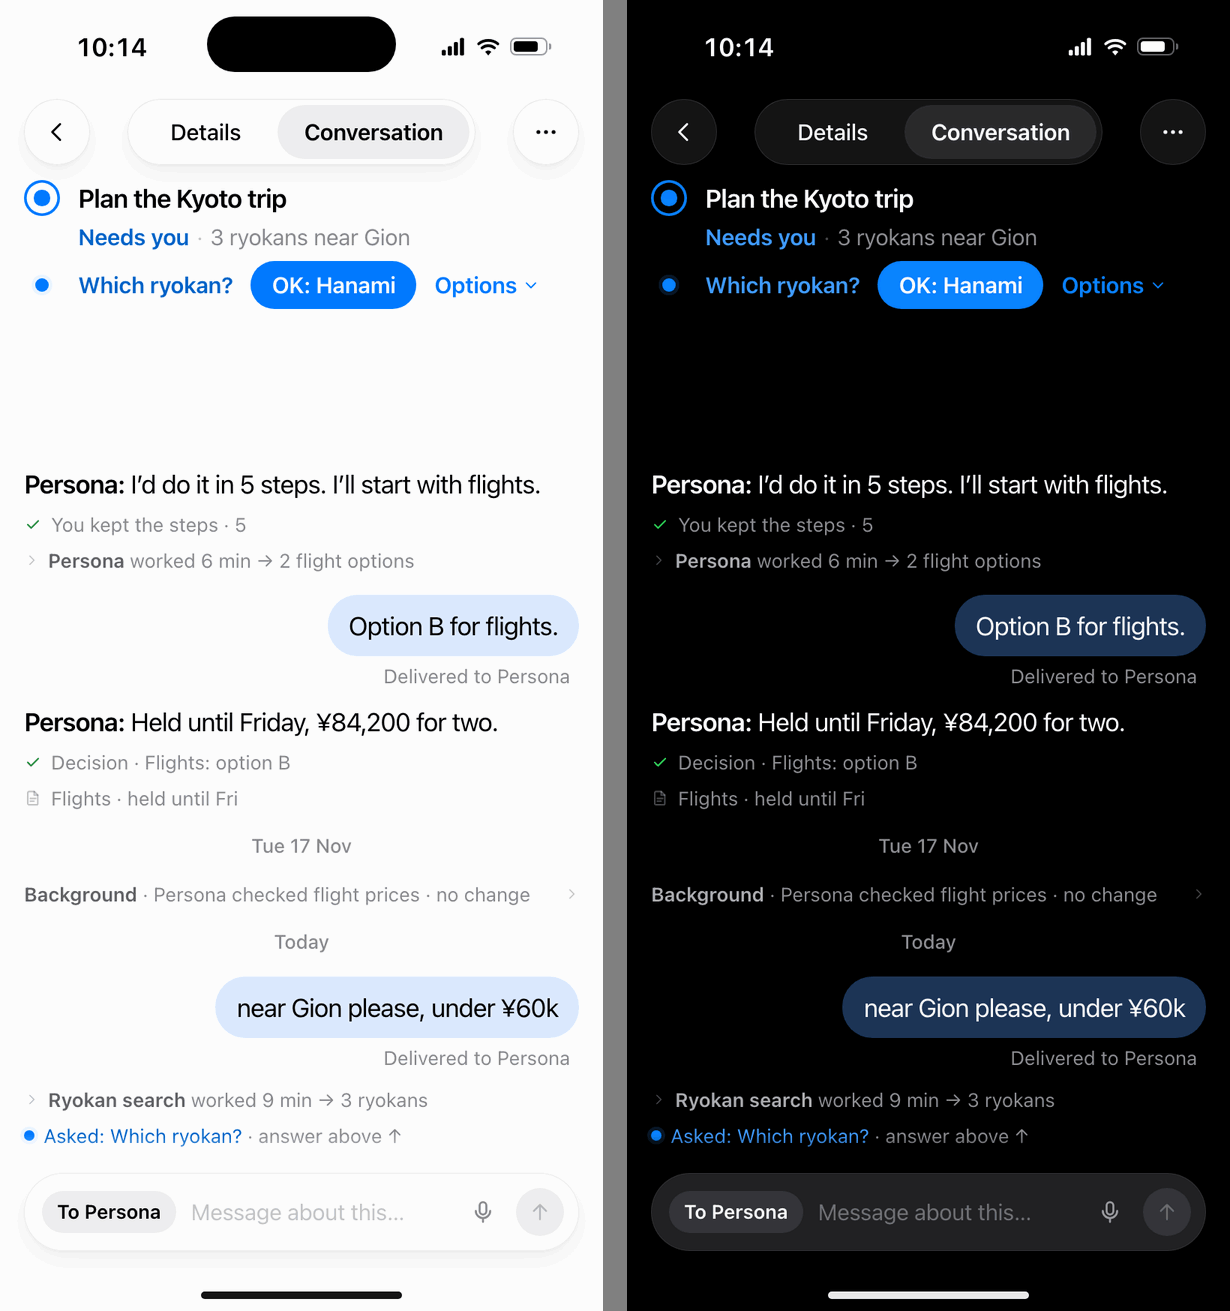 10:14
Details Conversation ···
Plan the Kyoto trip
Needs you · 3 ryokans near Gion
Which ryokan? OK: Hanami Options
Persona: I’d do it in 5 steps. I’ll start with flights.
You kept the steps · 5
Persona worked 6 min → 2 flight options
Option B for flights.
Delivered to Persona
Persona: Held until Friday, ¥84,200 for two.
Decision · Flights: option B
Flights · held until Fri
Tue 17 Nov
Background · Persona checked flight prices · no change
Today
near Gion please, under ¥60k
Delivered to Persona
Ryokan search worked 9 min → 3 ryokans
Asked: Which ryokan? · answer above ↑
To Persona Message about this...
10:14
Details Conversation ···
Plan the Kyoto trip
Needs you · 3 ryokans near Gion
Which ryokan? OK: Hanami Options
Persona: I’d do it in 5 steps. I’ll start with flights.
You kept the steps · 5
Persona worked 6 min → 2 flight options
Option B for flights.
Delivered to Persona
Persona: Held until Friday, ¥84,200 for two.
Decision · Flights: option B
Flights · held until Fri
Tue 17 Nov
Background · Persona checked flight prices · no change
Today
near Gion please, under ¥60k
Delivered to Persona
Ryokan search worked 9 min → 3 ryokans
Asked: Which ryokan? · answer above ↑
To Persona Message about this...